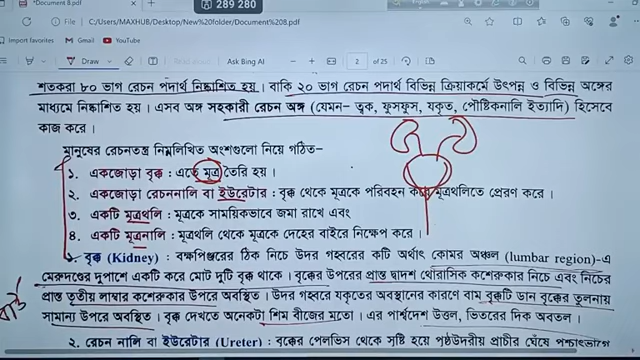 *Document 8.pdf
289 280
File
C:/Users/MAXHUB/Desktop/New%20folder/Document%208.pdf
Import favorites Gmail YouTube
Draw Ask Bing AI 2 of 25
শতকরা ৮০ ভাগ রেচন পদার্থ নিষ্কাশিত হয়। বাকি ২০ ভাগ রেচন পদার্থ বিভিন্ন ক্রিয়াকর্মে উৎপন্ন ও বিভিন্ন অঙ্গের
মাধ্যমে নিষ্কাশিত হয়। এসব অঙ্গ সহকারী রেচন অঙ্গ (যেমন– ত্বক, ফুসফুস, যকৃত, পৌষ্টিকনালি ইত্যাদি) হিসেবে
কাজ করে।
মানুষের রেচনতন্ত্র নিম্নলিখিত অংশগুলো নিয়ে গঠিত–
১. একজোড়া বৃক্ক : এতে মূত্র তৈরি হয়।
২. একজোড়া রেচননালি বা ইউরেটার : বৃক্ক থেকে মূত্রকে পরিবহন করে মূত্রথলিতে প্রেরণ করে।
৩. একটি মূত্রথলি : মূত্রকে সাময়িকভাবে জমা রাখে এবং
৪. একটি মূত্রনালি : মূত্রথলি থেকে মূত্রকে দেহের বাইরে নিক্ষেপ করে।
১. বৃক্ক (Kidney) : বক্ষপিঞ্জরের ঠিক নিচে উদর গহ্বরের কটি অর্থাৎ কোমর অঞ্চল (lumbar region)-এ
মেরুদণ্ডের দুপাশে একটি করে মোট দুটি বৃক্ক থাকে। বৃক্কের উপরের প্রান্ত দ্বাদশ থোরাসিক কশেরুকার নিচে এবং নিচের
প্রান্ত তৃতীয় লাম্বার কশেরুকার উপরে অবস্থিত। উদর গহ্বরে যকৃতের অবস্থানের কারণে বাম বৃক্কটি ডান বৃক্কের তুলনায়
সামান্য উপরে অবস্থিত। বৃক্ক দেখতে অনেকটা শিম বীজের মতো। এর পার্শ্বদেশ উত্তল, ভিতরের দিক অবতল।
২. রেচন নালি বা ইউরেটার (Ureter) : বৃক্কের পেলভিস থেকে সৃষ্টি হয়ে পৃষ্ঠউদরীয় প্রাচীর ঘেঁষে পশ্চাৎভাগে